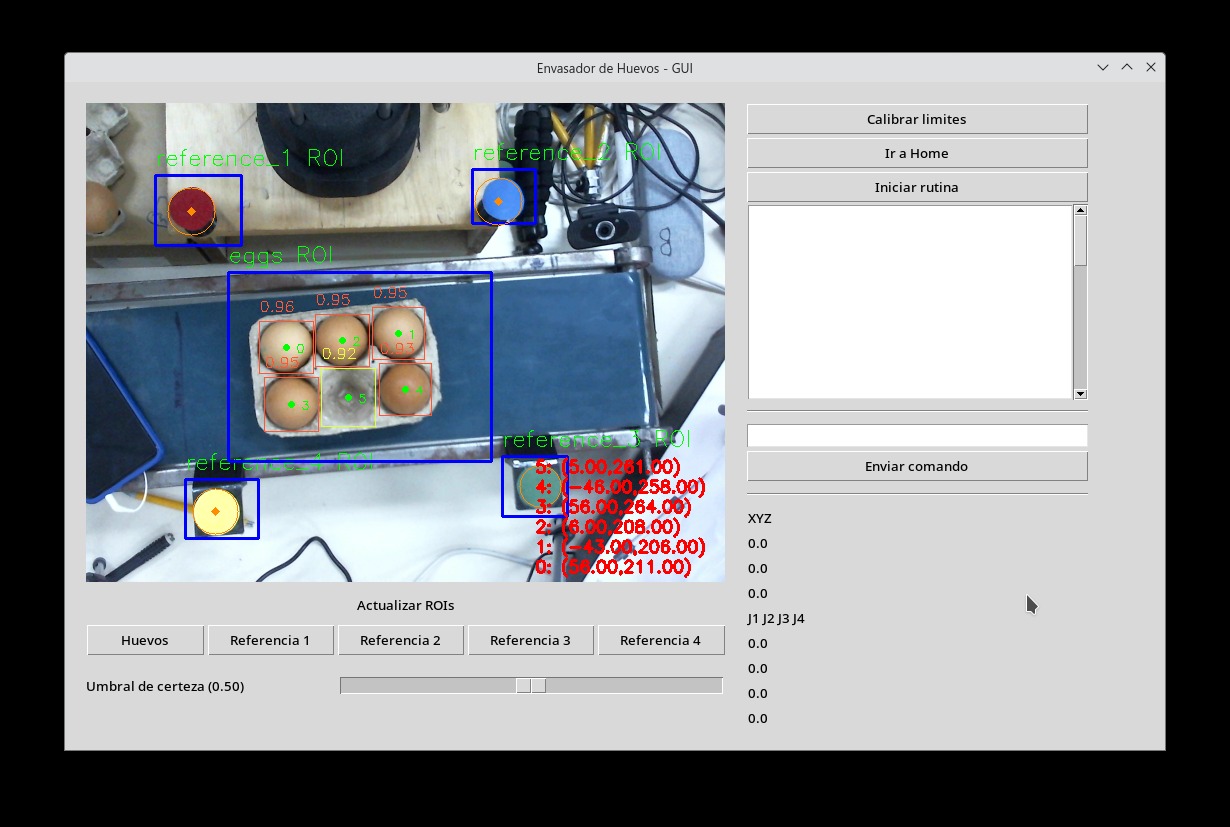 Envasador de Huevos - GUI
reference_1 ROI
reference_2 ROI
eggs ROI
0.96
0.95
0.95
0
2
1
0.95
0.92
0.93
3
5
4
reference_4 ROI
reference_3 ROI
5: (5.00,261.00)
4: (-46.00,258.00)
3: (56.00,264.00)
2: (6.00,208.00)
1: (-43.00,206.00)
0: (56.00,211.00)
Actualizar ROIs
Huevos
Referencia 1
Referencia 2
Referencia 3
Referencia 4
Umbral de certeza (0.50)
Calibrar limites
Ir a Home
Iniciar rutina
Enviar comando
XYZ
0.0
0.0
0.0
J1 J2 J3 J4
0.0
0.0
0.0
0.0